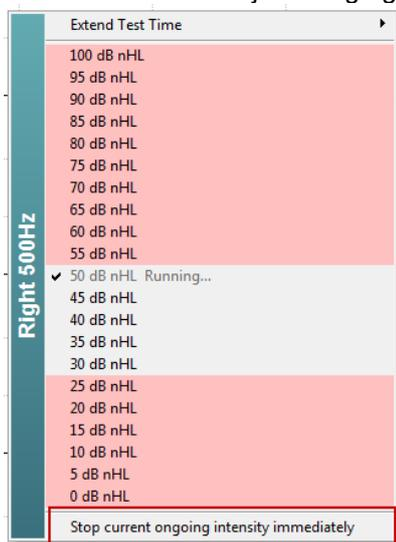 Extend Test Time
100 dB nHL
95 dB nHL
90 dB nHL
85 dB nHL
80 dB nHL
75 dB nHL
70 dB nHL
65 dB nHL
60 dB nHL
55 dB nHL
50 dB nHL Running...
45 dB nHL
40 dB nHL
35 dB nHL
30 dB nHL
25 dB nHL
20 dB nHL
15 dB nHL
10 dB nHL
5 dB nHL
0 dB nHL
Stop current ongoing intensity immediately
Right 500Hz